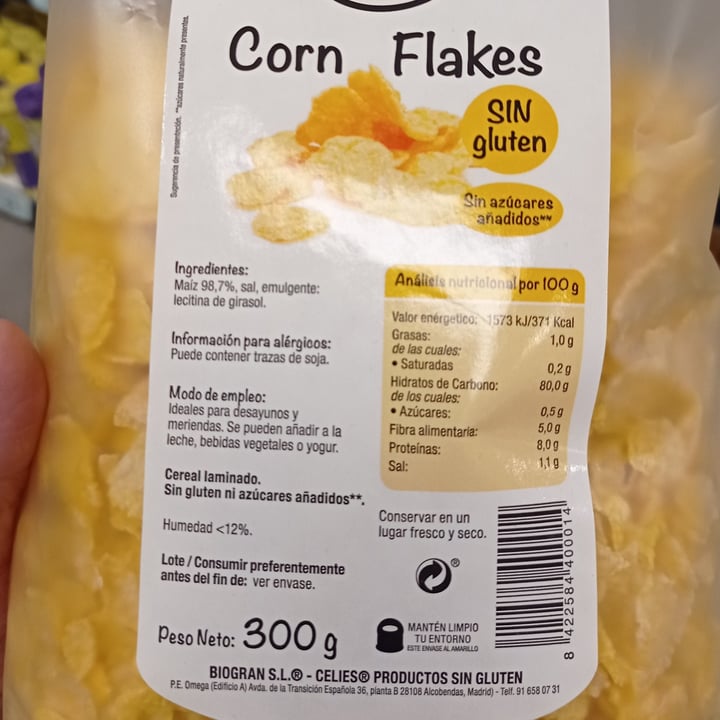 Corn Flakes
SIN
gluten
Sin azúcares
añadidos**
Sugerencia de presentación. **azúcares naturalmente presentes.
Ingredientes:
Maíz 98,7%, sal, emulgente:
lecitina de girasol.
Información para alérgicos:
Puede contener trazas de soja.
Modo de empleo:
Ideales para desayunos y
meriendas. Se pueden añadir a la
leche, bebidas vegetales o yogur.
Cereal laminado.
Sin gluten ni azúcares añadidos**.
Humedad <12%.
Lote / Consumir preferentemente
antes del fin de: ver envase.
Peso Neto: 300 g
Análisis nutricional por 100 g
Valor energético: 1573 kJ/371 Kcal
Grasas: 1,0 g
de las cuales:
• Saturadas 0,2 g
Hidratos de Carbono: 80,0 g
de los cuales:
• Azúcares: 0,5 g
Fibra alimentaria: 5,0 g
Proteínas: 8,0 g
Sal: 1,1 g
Conservar en un
lugar fresco y seco.
®
MANTÉN LIMPIO
TU ENTORNO
ESTE ENVASE AL AMARILLO
8 422584 400014
BIOGRAN S.L.® - CELIES® PRODUCTOS SIN GLUTEN
P.E. Omega (Edificio A) Avda. de la Transición Española 36, planta B 28108 Alcobendas, Madrid) - Telf. 91 658 07 31